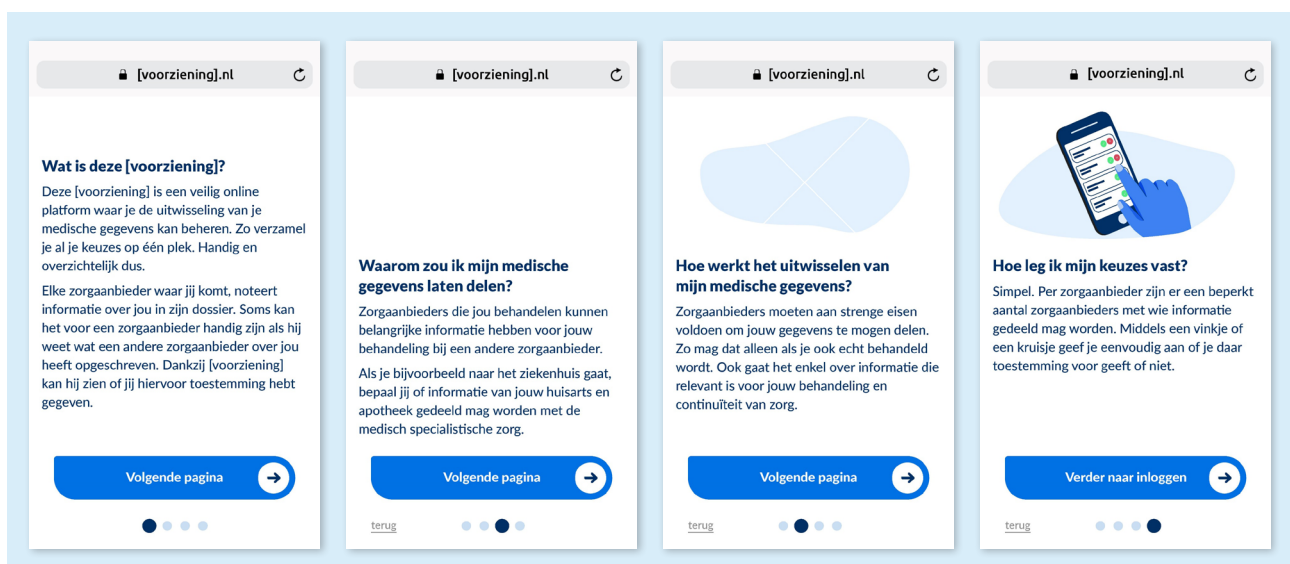 [voorziening].nl
Wat is deze [voorziening]?
Deze [voorziening] is een veilig online
platform waar je de uitwisseling van je
medische gegevens kan beheren. Zo verzamel
je al je keuzes op één plek. Handig en
overzichtelijk dus.
Elke zorgaanbieder waar jij komt, noteert
informatie over jou in zijn dossier. Soms kan
het voor een zorgaanbieder handig zijn als hij
weet wat een andere zorgaanbieder over jou
heeft opgeschreven. Dankzij [voorziening]
kan hij zien of jij hiervoor toestemming hebt
gegeven.
Volgende pagina
[voorziening].nl
Waarom zou ik mijn medische
gegevens laten delen?
Zorgaanbieders die jou behandelen kunnen
belangrijke informatie hebben voor jouw
behandeling bij een andere zorgaanbieder.
Als je bijvoorbeeld naar het ziekenhuis gaat,
bepaal jij of informatie van jouw huisarts en
apotheek gedeeld mag worden met de
medisch specialistische zorg.
Volgende pagina
terug
[voorziening].nl
Hoe werkt het uitwisselen van
mijn medische gegevens?
Zorgaanbieders moeten aan strenge eisen
voldoen om jouw gegevens te mogen delen.
Zo mag dat alleen als je ook echt behandeld
wordt. Ook gaat het enkel over informatie die
relevant is voor jouw behandeling en
continuïteit van zorg.
Volgende pagina
terug
[voorziening].nl
Hoe leg ik mijn keuzes vast?
Simpel. Per zorgaanbieder zijn er een beperkt
aantal zorgaanbieders met wie informatie
gedeeld mag worden. Middels een vinkje of
een kruisje geef je eenvoudig aan of je daar
toestemming voor geeft of niet.
Verder naar inloggen
terug